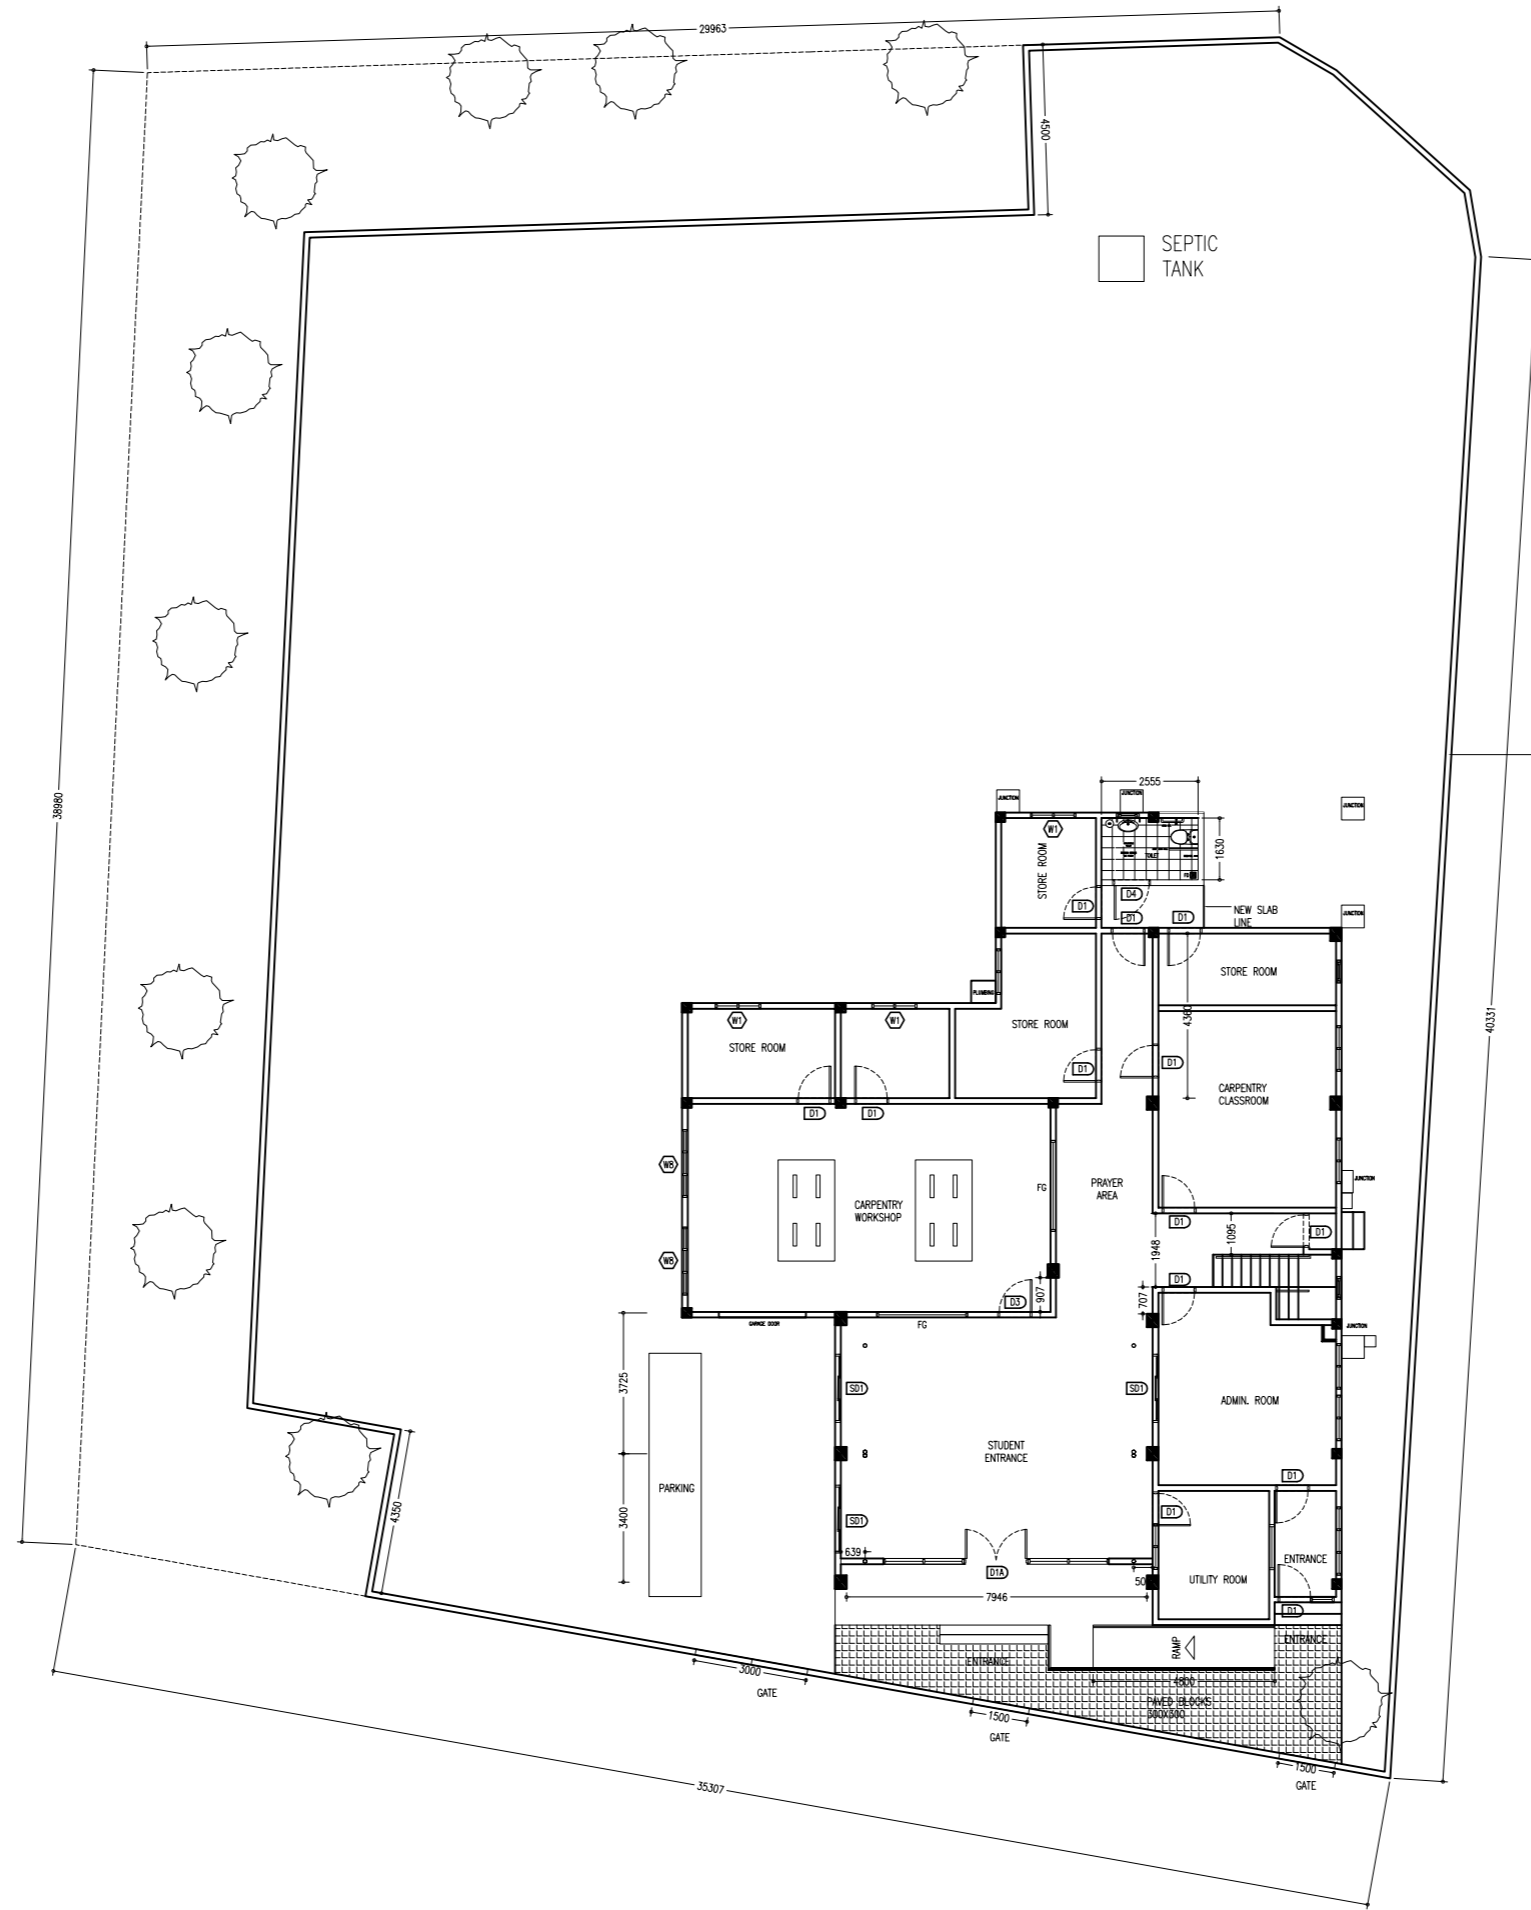 29963
4500
SEPTIC
TANK
38980
2555
JUNCTION
JUNCTION
JUNCTION
W1
STORE ROOM
TOILET
1630
D1
D4
D1
D1
NEW SLAB
LINE
JUNCTION
STORE ROOM
PLUMBING
4380
40331
W1
W1
STORE ROOM
STORE ROOM
D1
D1
CARPENTRY
CLASSROOM
D1
D1
W8
CARPENTRY
WORKSHOP
FG
PRAYER
AREA
JUNCTION
D1
1095
D1
1948
W8
D1
907
D3
707
GARAGE DOOR
FG
JUNCTION
3725
SD1
SD1
ADMIN. ROOM
STUDENT
ENTRANCE
PARKING
D1
4350
3400
SD1
D1
639
D1A
50
UTILITY ROOM
ENTRANCE
7946
D1
ENTRANCE
RAMP
ENTRANCE
3000
GATE
4800
PAVED BLOCKS
300X300
1500
GATE
1500
GATE
35307